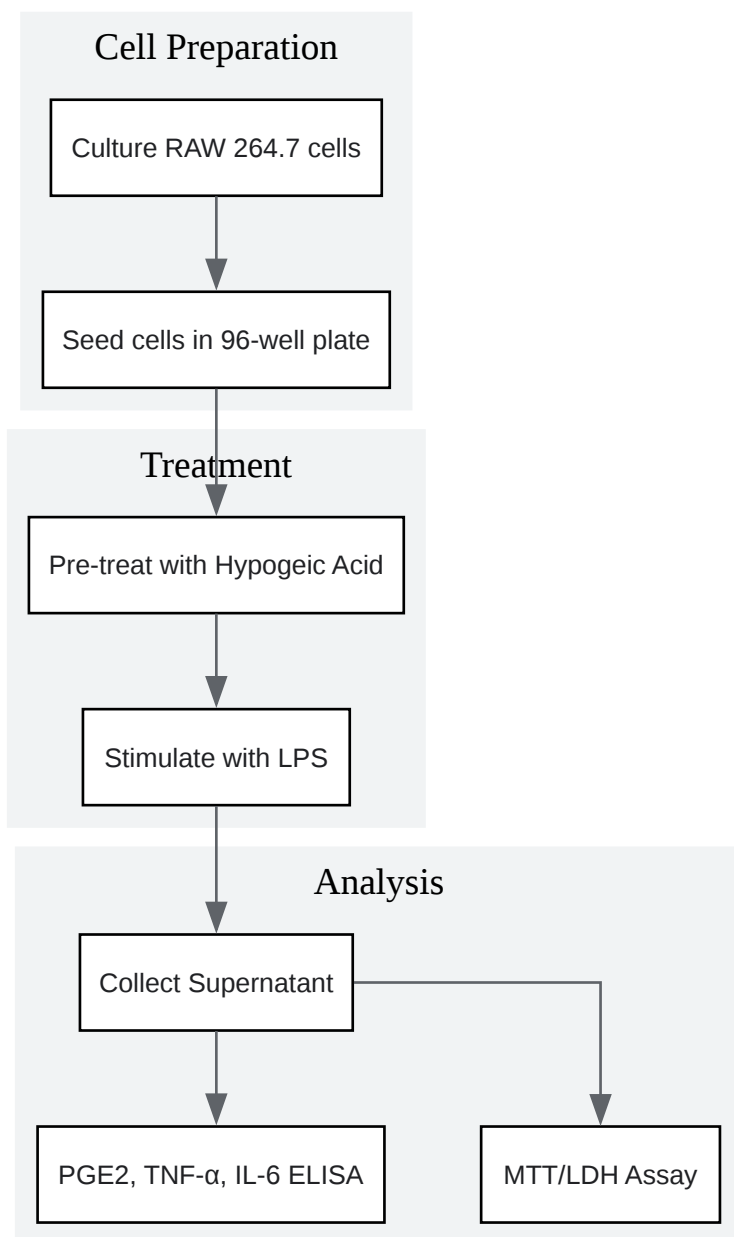 Cell Preparation
Culture RAW 264.7 cells
Seed cells in 96-well plate
Treatment
Pre-treat with Hypogeic Acid
Stimulate with LPS
Analysis
Collect Supernatant
PGE2, TNF-α, IL-6 ELISA
MTT/LDH Assay